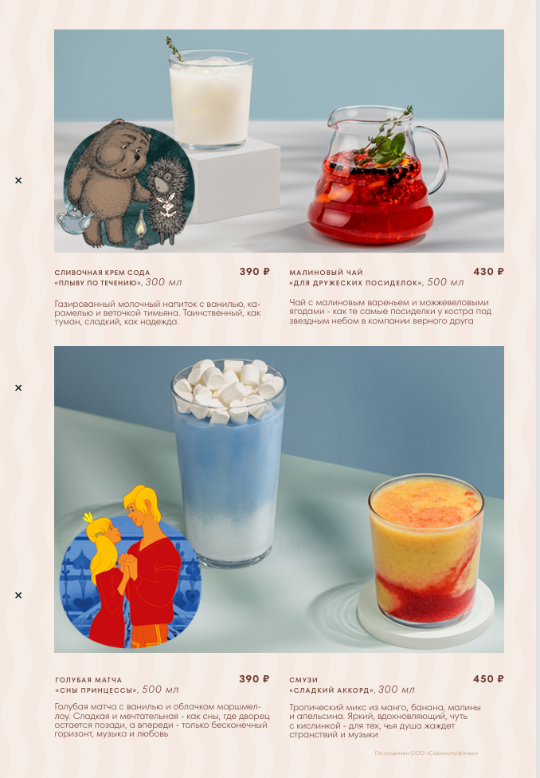 СЛИВОЧНАЯ КРЕМ СОДА 390 ₽
«ПЛЫВУ ПО ТЕЧЕНИЮ», 300 мл
Газированный молочный напиток с ванилью, ка-
рамелью и веточкой тимьяна. Таинственный, как
туман, сладкий, как надежда.
МАЛИНОВЫЙ ЧАЙ 430 ₽
«ДЛЯ ДРУЖЕСКИХ ПОСИДЕЛОК», 500 мл
Чай с малиновым вареньем и можжевеловыми
ягодами - как те самые посиделки у костра под
звездным небом в компании верного друга
ГОЛУБАЯ МАТЧА 390 ₽
«СНЫ ПРИНЦЕССЫ», 500 мл
Голубая матча с ванилью и облачком маршмел-
лоу. Сладкая и мечтательная - как сны, где дворец
остается позади, а впереди - только бесконечный
горизонт, музыка и любовь
СМУЗИ 450 ₽
«СЛАДКИЙ АККОРД», 300 мл
Тропический микс из манго, банана, малины
и апельсина. Яркий, вдохновляющий, чуть
с кислинкой - для тех, чья душа жаждет
странствий и музыки
По лицензии ООО «Союзмультфильм»